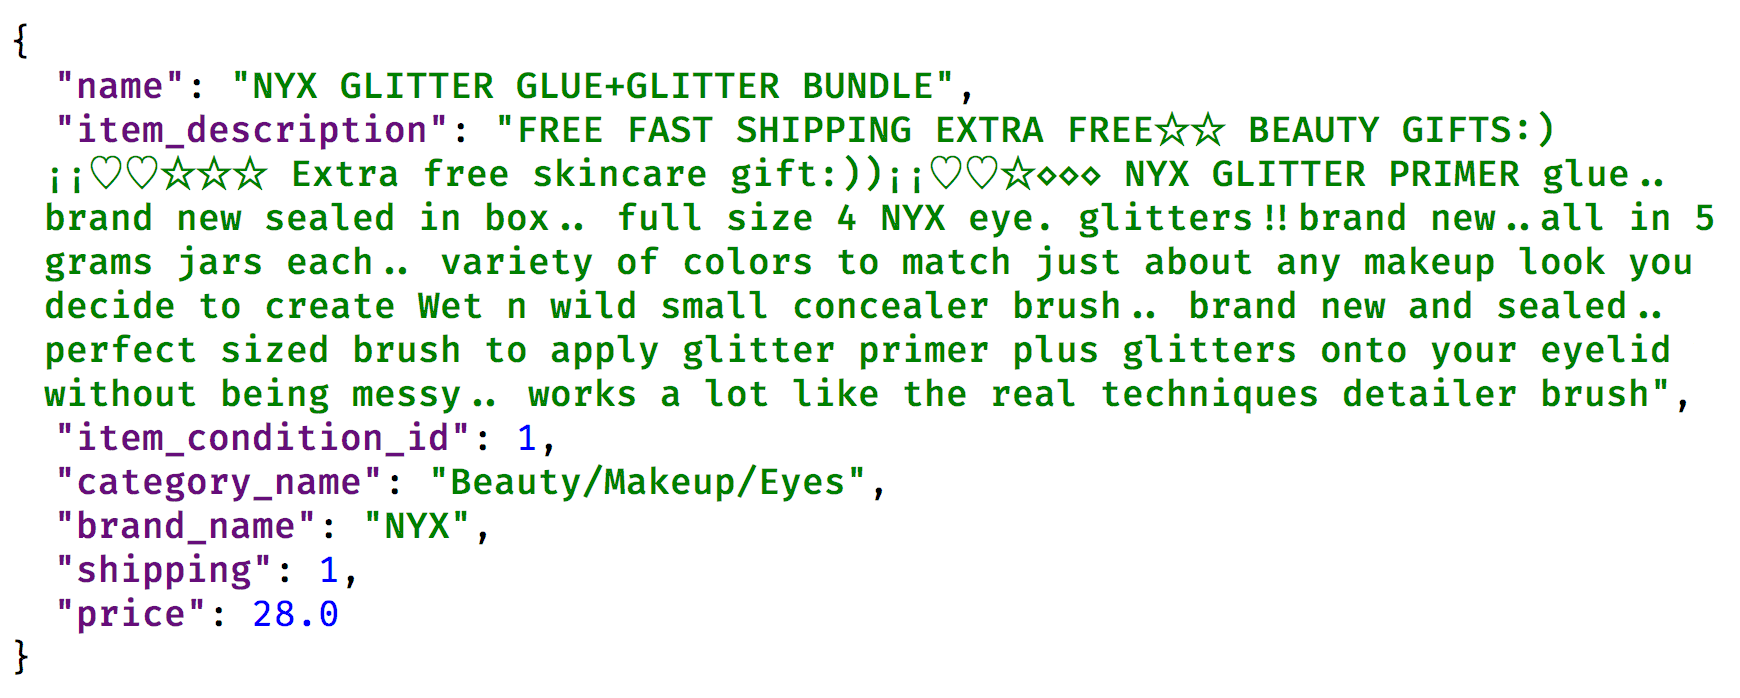 {
"name": "NYX GLITTER GLUE+GLITTER BUNDLE",
"item_description": "FREE FAST SHIPPING EXTRA FREE☆☆ BEAUTY GIFTS:)
¡¡♡♡☆☆☆ Extra free skincare gift:))¡¡♡♡☆⋄⋄⋄ NYX GLITTER PRIMER glue..
brand new sealed in box.. full size 4 NYX eye. glitters!!brand new..all in 5
grams jars each.. variety of colors to match just about any makeup look you
decide to create Wet n wild small concealer brush.. brand new and sealed..
perfect sized brush to apply glitter primer plus glitters onto your eyelid
without being messy.. works a lot like the real techniques detailer brush",
"item_condition_id": 1,
"category_name": "Beauty/Makeup/Eyes",
"brand_name": "NYX",
"shipping": 1,
"price": 28.0
}